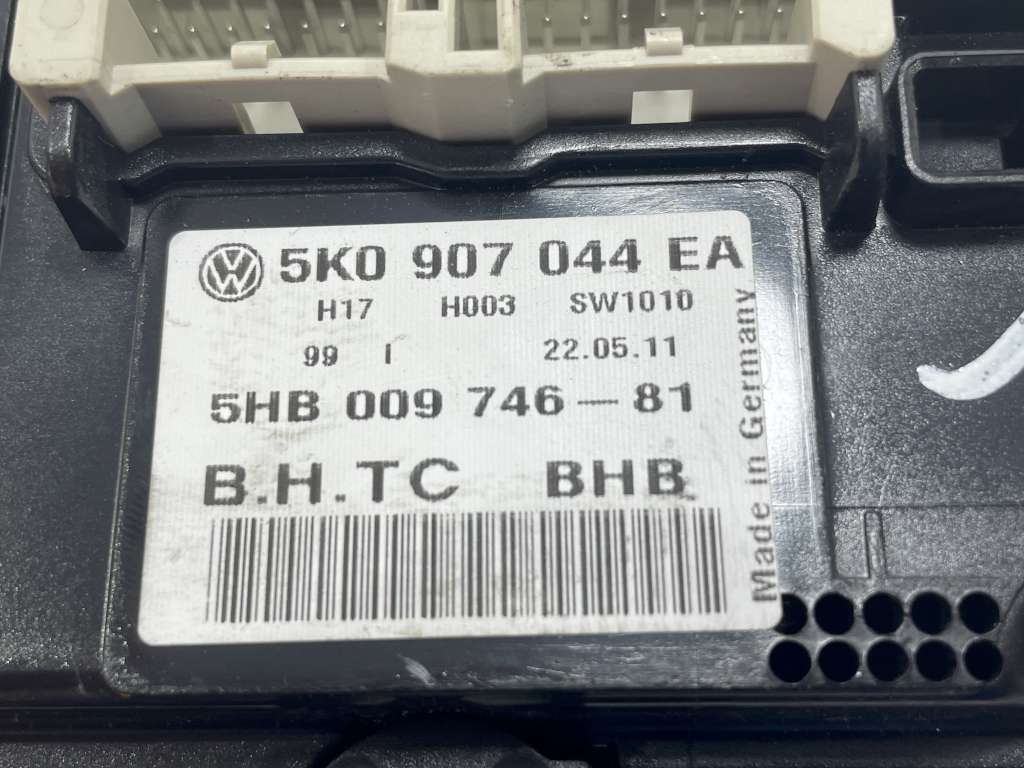 5K0 907 044 EA
H17 H003 SW1010
99 I 22.05.11
5HB 009 746-81
B.H.TC BHB
Made in Germany